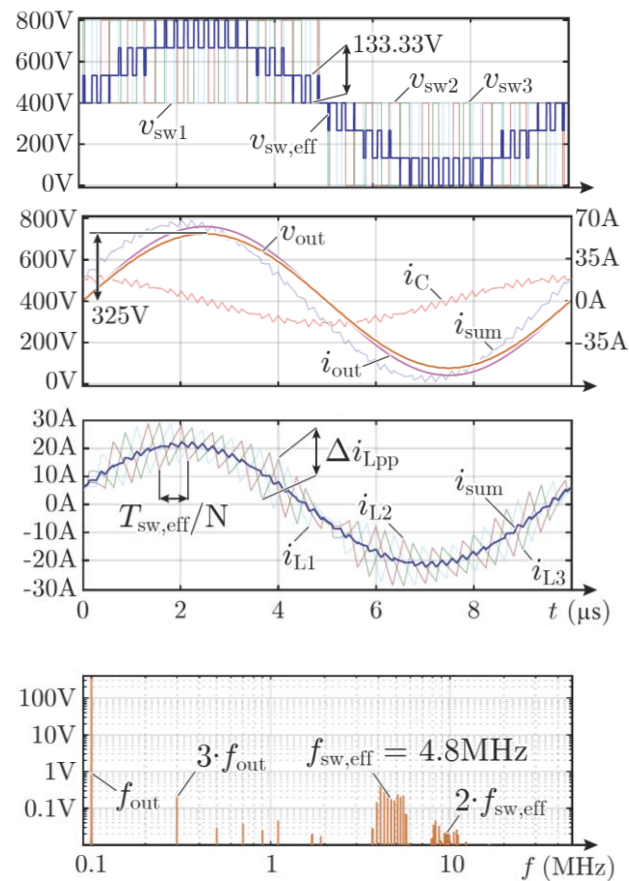 800V
600V
400V
200V
0V
133.33V
v_sw1
v_sw,eff
v_sw2
v_sw3
800V
600V
400V
200V
0V
70A
35A
0A
-35A
325V
v_out
i_C
i_sum
i_out
30A
20A
10A
0A
-10A
-20A
-30A
Δi_Lpp
T_sw,eff/N
i_L2
i_L1
i_sum
i_L3
0 2 4 6 8 t (μs)
100V
10V
1V
0.1V
f_out
3·f_out
f_sw,eff = 4.8MHz
2·f_sw,eff
0.1 1 10 f (MHz)